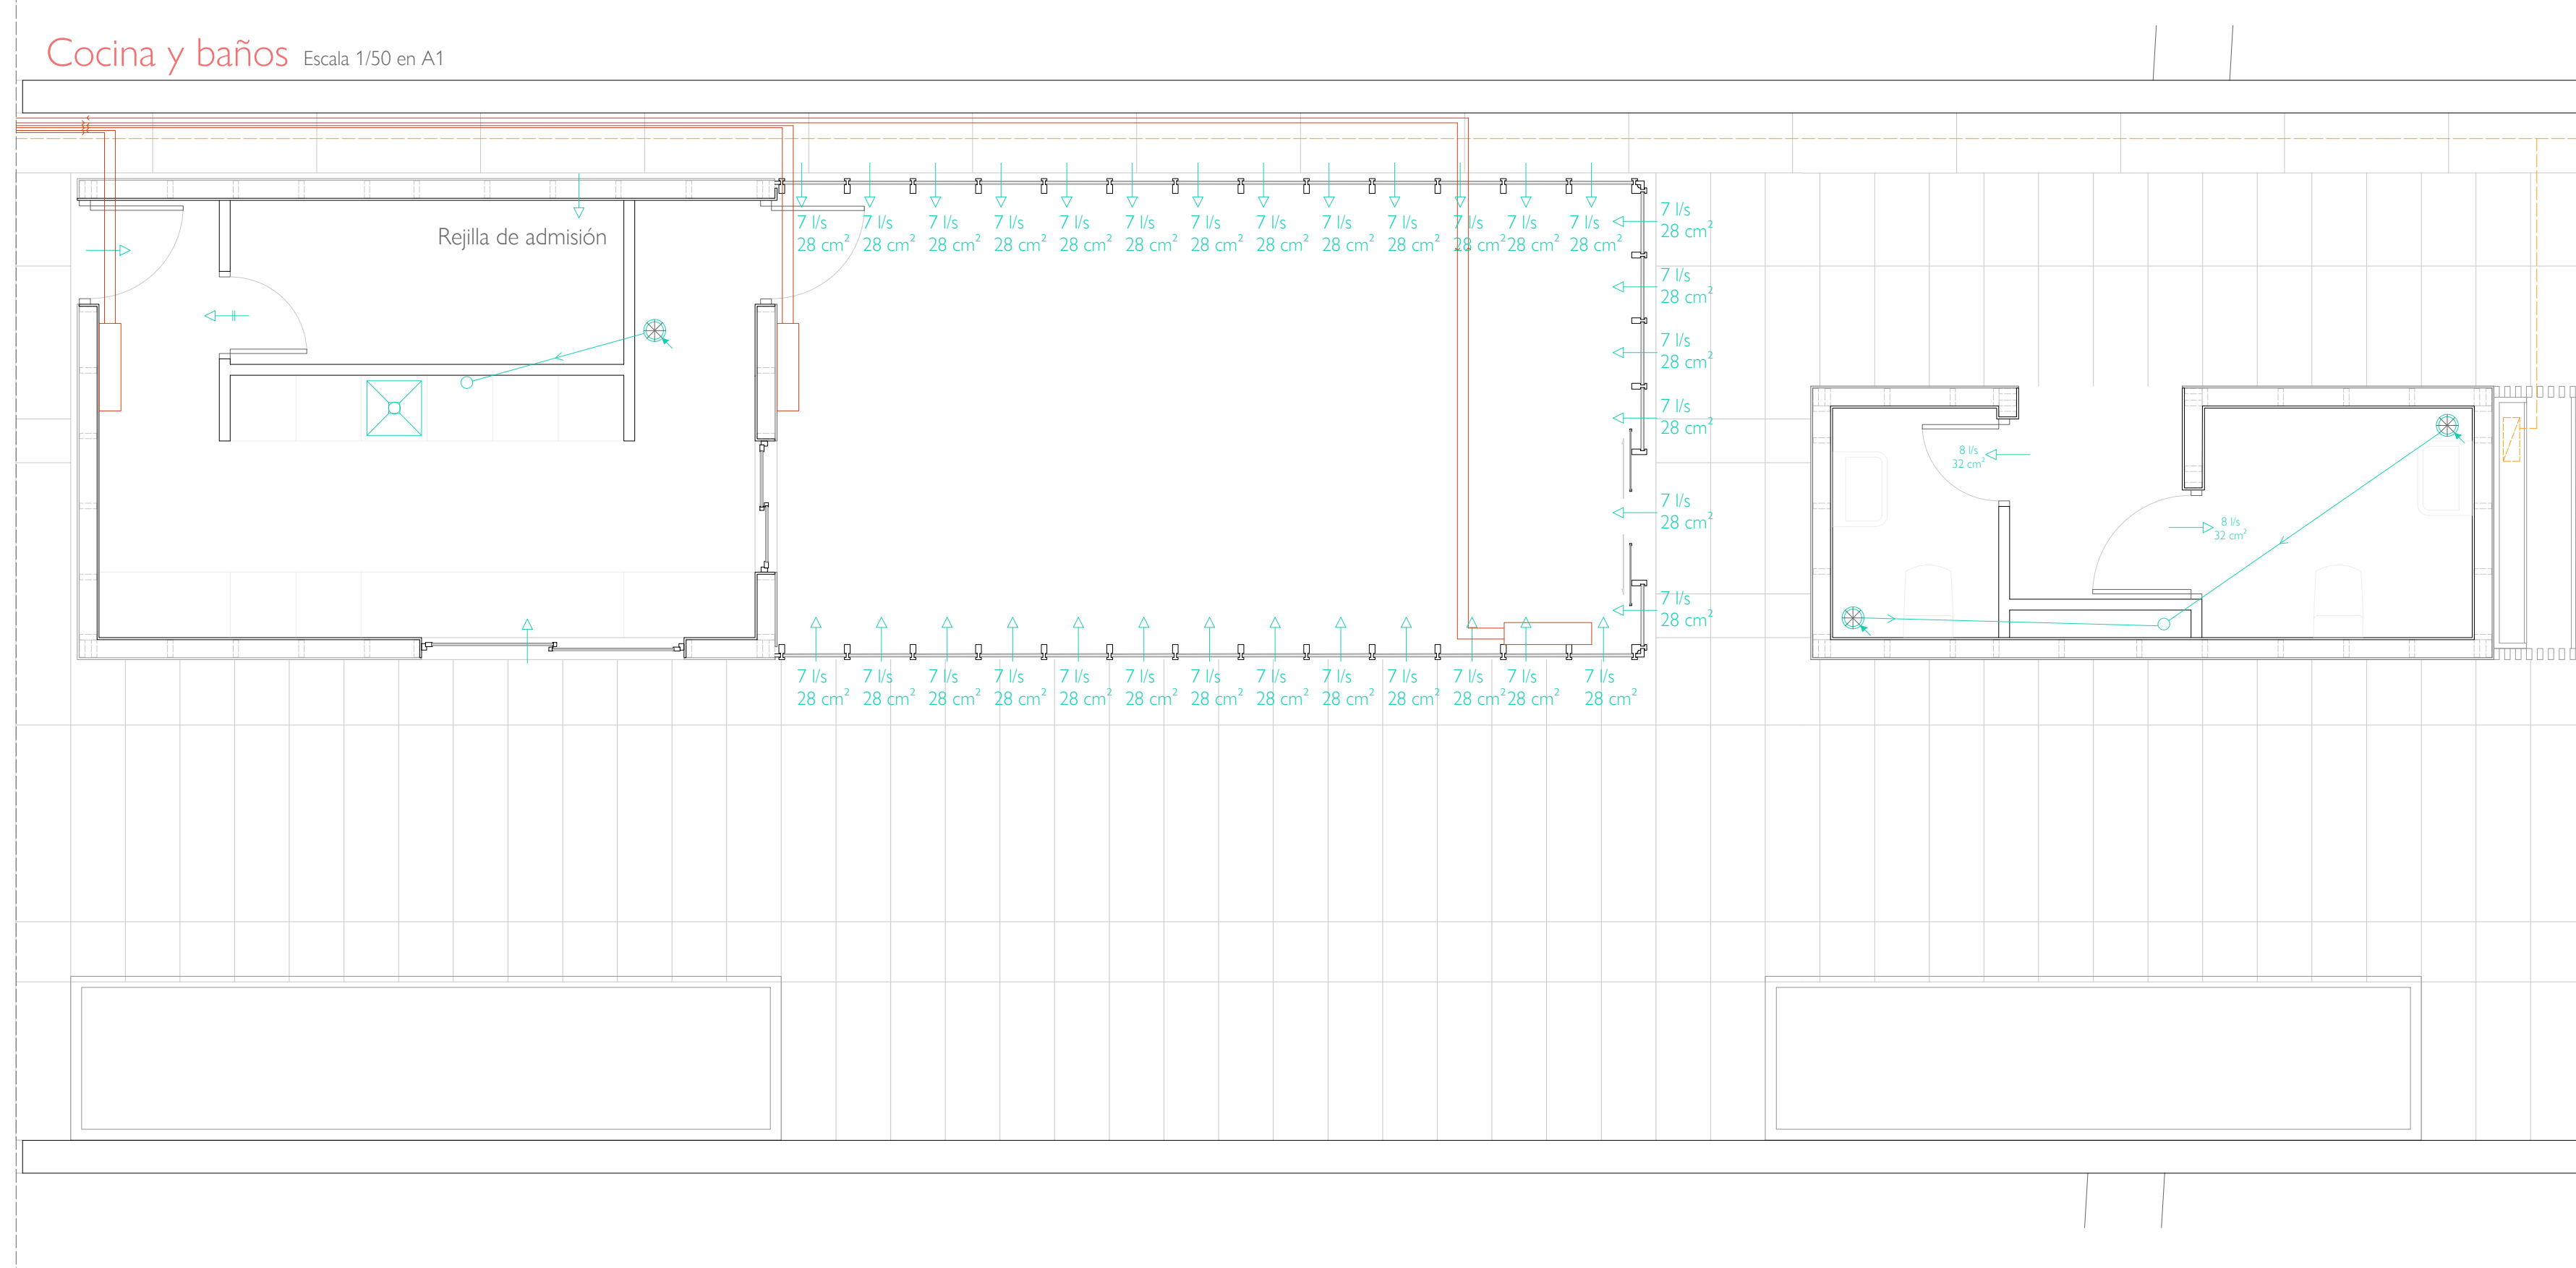 Cocina y baños Escala 1/50 en A1
7 l/s 7 l/s 7 l/s 7 l/s 7 l/s 7 l/s 7 l/s 7 l/s 7 l/s 7 l/s 7 l/s 7 l/s 7 l/s
28 cm² 28 cm² 28 cm² 28 cm² 28 cm² 28 cm² 28 cm² 28 cm² 28 cm² 28 cm² 28 cm² 28 cm² 28 cm²
Rejilla de admisión
7 l/s
28 cm²
7 l/s
28 cm²
7 l/s
28 cm²
7 l/s
28 cm²
7 l/s
28 cm²
7 l/s
28 cm²
8 l/s
32 cm²
8 l/s
32 cm²
7 l/s 7 l/s 7 l/s 7 l/s 7 l/s 7 l/s 7 l/s 7 l/s 7 l/s 7 l/s 7 l/s 7 l/s 7 l/s
28 cm² 28 cm² 28 cm² 28 cm² 28 cm² 28 cm² 28 cm² 28 cm² 28 cm² 28 cm² 28 cm² 28 cm² 28 cm²